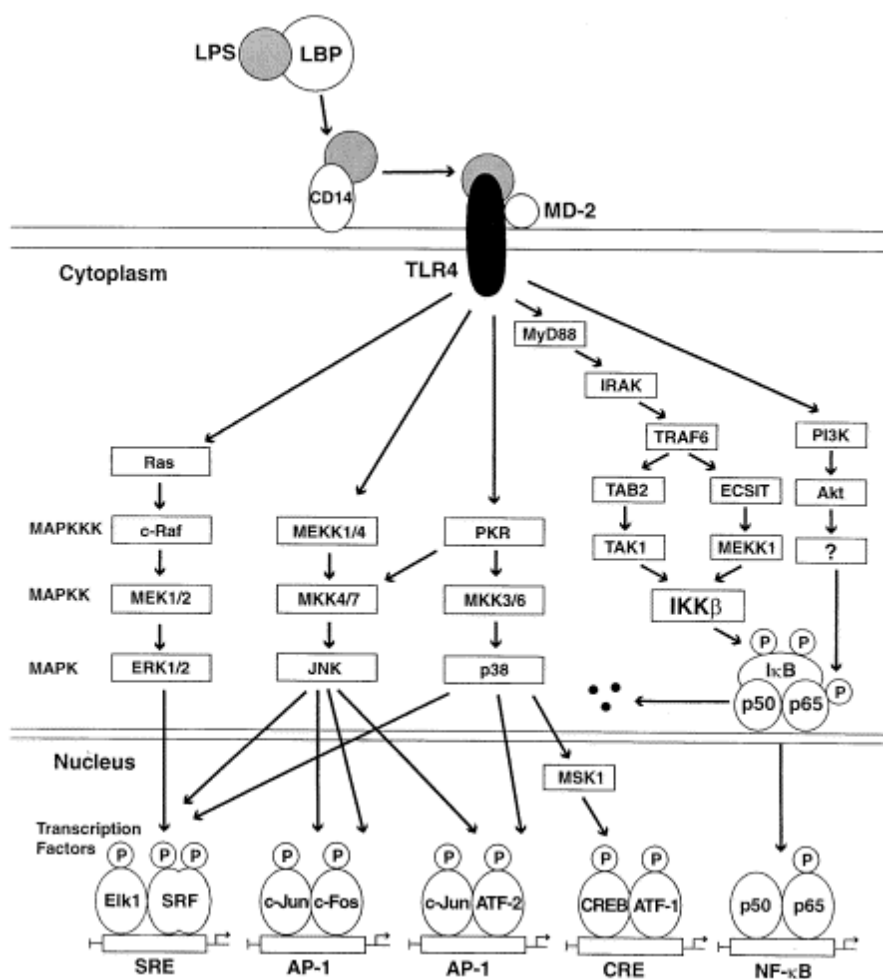 LPS
LBP
CD14
MD-2
TLR4
Cytoplasm
MyD88
IRAK
TRAF6
PI3K
Ras
TAB2
ECSIT
Akt
MAPKKK
c-Raf
MEKK1/4
PKR
TAK1
MEKK1
?
MAPKK
MEK1/2
MKK4/7
MKK3/6
IKKβ
P P
MAPK
ERK1/2
JNK
p38
IκB
P
p50 p65
Nucleus
MSK1
Transcription
Factors
P P P P P P P P P P
Elk1 SRF c-Jun c-Fos c-Jun ATF-2 CREB ATF-1 p50 p65
SRE AP-1 AP-1 CRE NF-κB